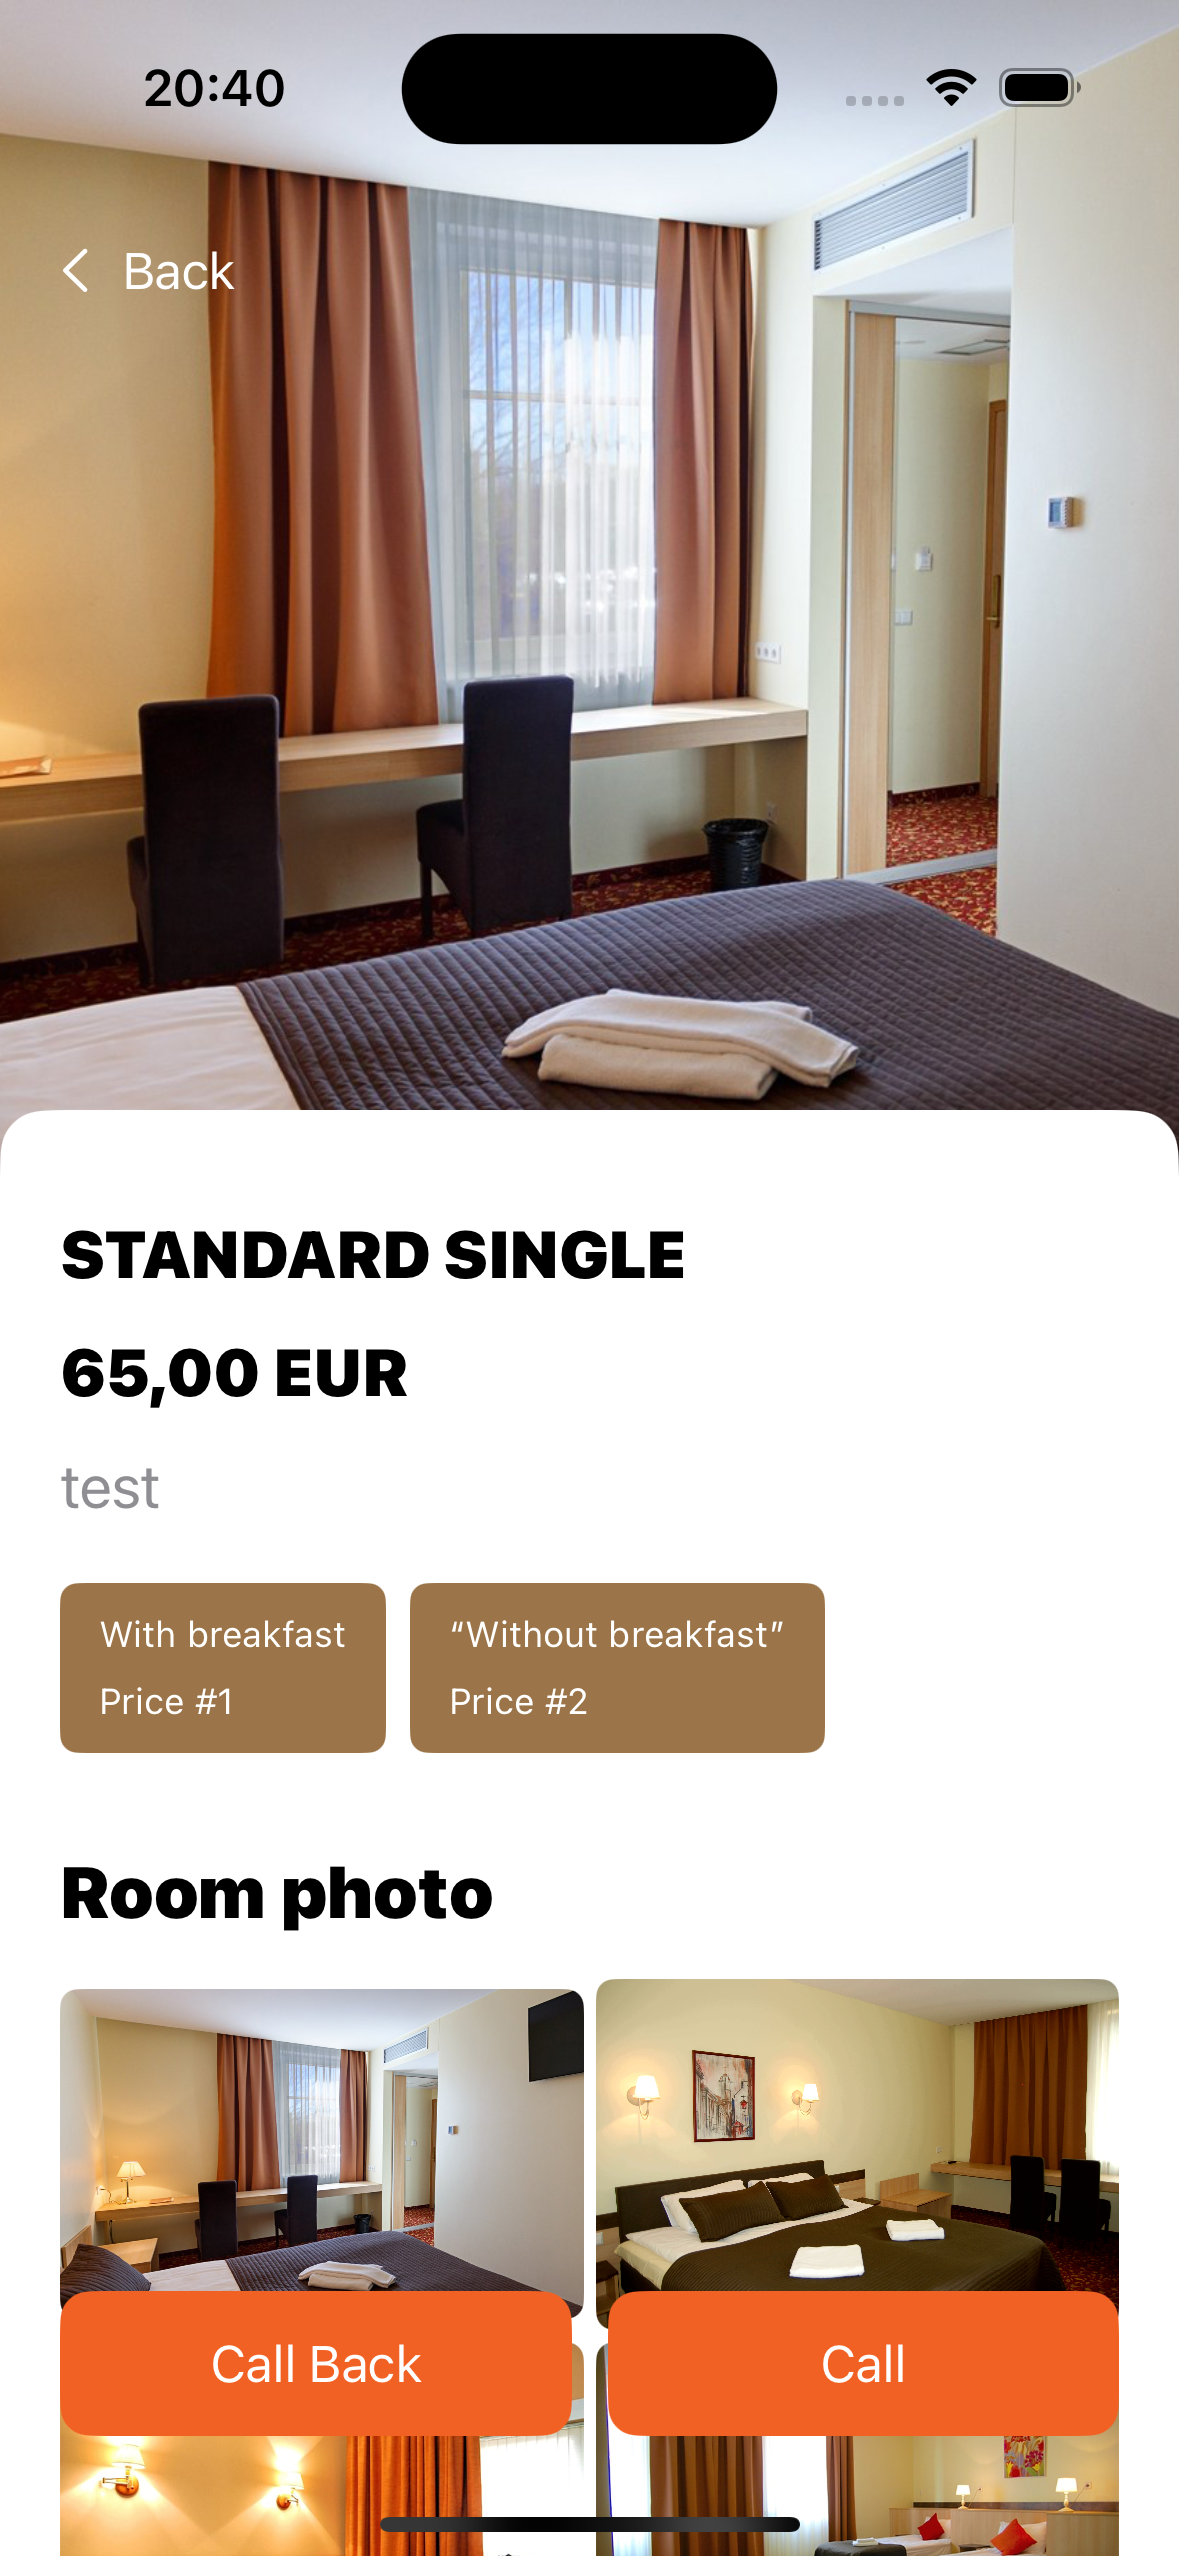 20:40
Back
STANDARD SINGLE
65,00 EUR
test
With breakfast
Price #1
“Without breakfast”
Price #2
Room photo
Call Back
Call